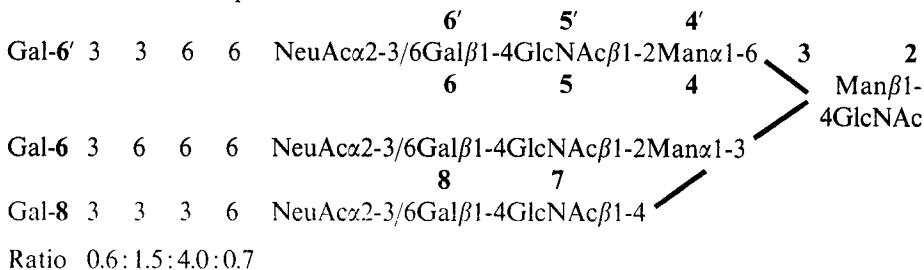 6′ 5′ 4′
Gal-6′ 3 3 6 6 NeuAcα2-3/6Galβ1-4GlcNAcβ1-2Manα1-6 3 2
6 5 4 Manβ1-
4GlcNAc
Gal-6 3 6 6 6 NeuAcα2-3/6Galβ1-4GlcNAcβ1-2Manα1-3
8 7
Gal-8 3 3 3 6 NeuAcα2-3/6Galβ1-4GlcNAcβ1-4
Ratio 0.6:1.5:4.0:0.7